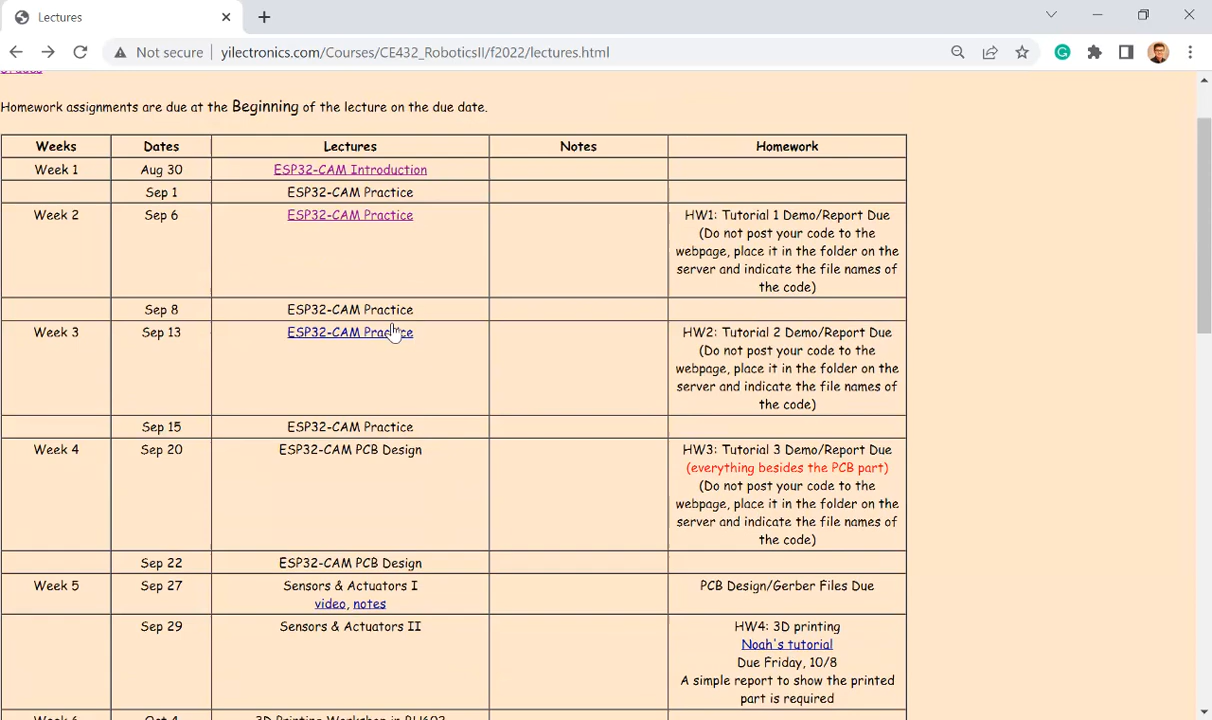 Lectures
Not secure
yilectronics.com/Courses/CE432_RoboticsII/f2022/lectures.html
Homework assignments are due at the Beginning of the lecture on the due date.
Weeks Dates Lectures Notes Homework
Week 1 Aug 30 ESP32-CAM Introduction
Sep 1 ESP32-CAM Practice
Week 2 Sep 6 ESP32-CAM Practice HW1: Tutorial 1 Demo/Report Due
(Do not post your code to the
webpage, place it in the folder on the
server and indicate the file names of
the code)
Sep 8 ESP32-CAM Practice
Week 3 Sep 13 ESP32-CAM Practice HW2: Tutorial 2 Demo/Report Due
(Do not post your code to the
webpage, place it in the folder on the
server and indicate the file names of
the code)
Sep 15 ESP32-CAM Practice
Week 4 Sep 20 ESP32-CAM PCB Design HW3: Tutorial 3 Demo/Report Due
(everything besides the PCB part)
(Do not post your code to the
webpage, place it in the folder on the
server and indicate the file names of
the code)
Sep 22 ESP32-CAM PCB Design
Week 5 Sep 27 Sensors & Actuators I PCB Design/Gerber Files Due
video, notes
Sep 29 Sensors & Actuators II HW4: 3D printing
Noah's tutorial
Due Friday, 10/8
A simple report to show the printed
part is required